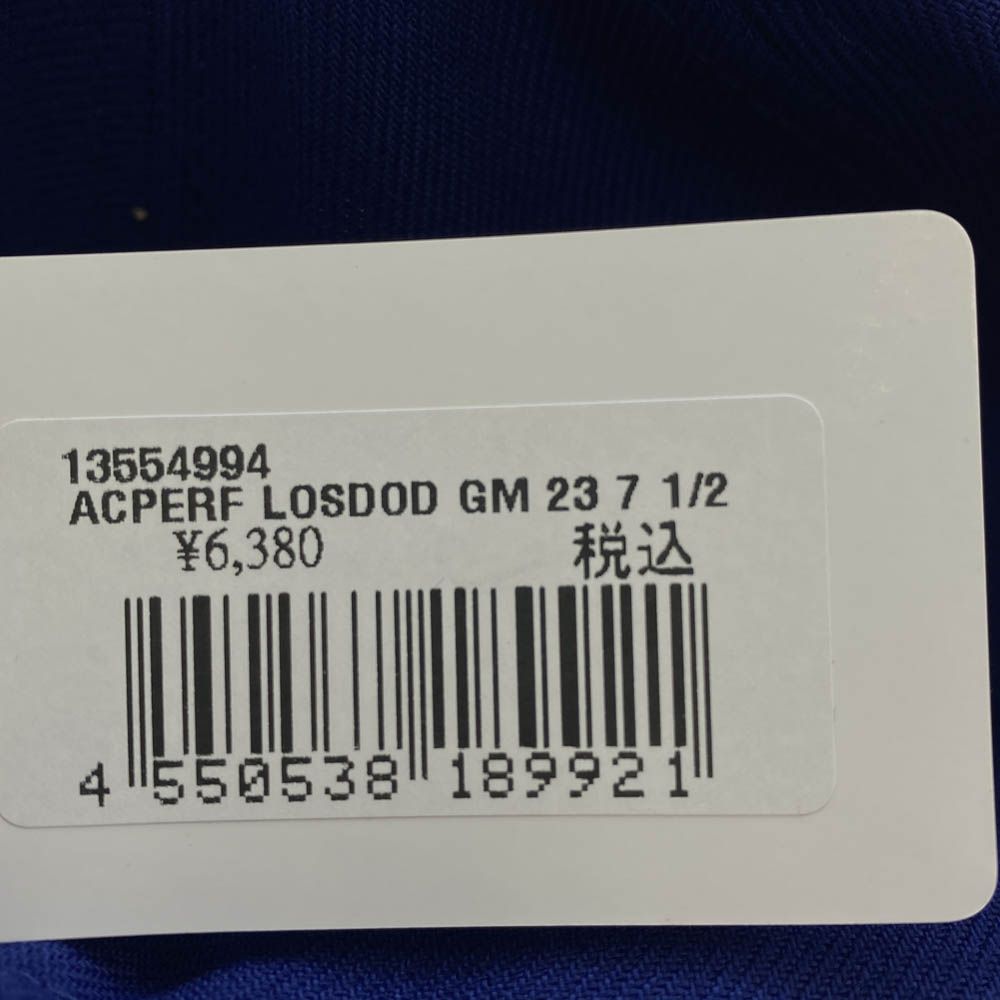 13554994
ACPERF LOSDOD GM 23 7 1/2
¥6,380 税込
4 550538 189921